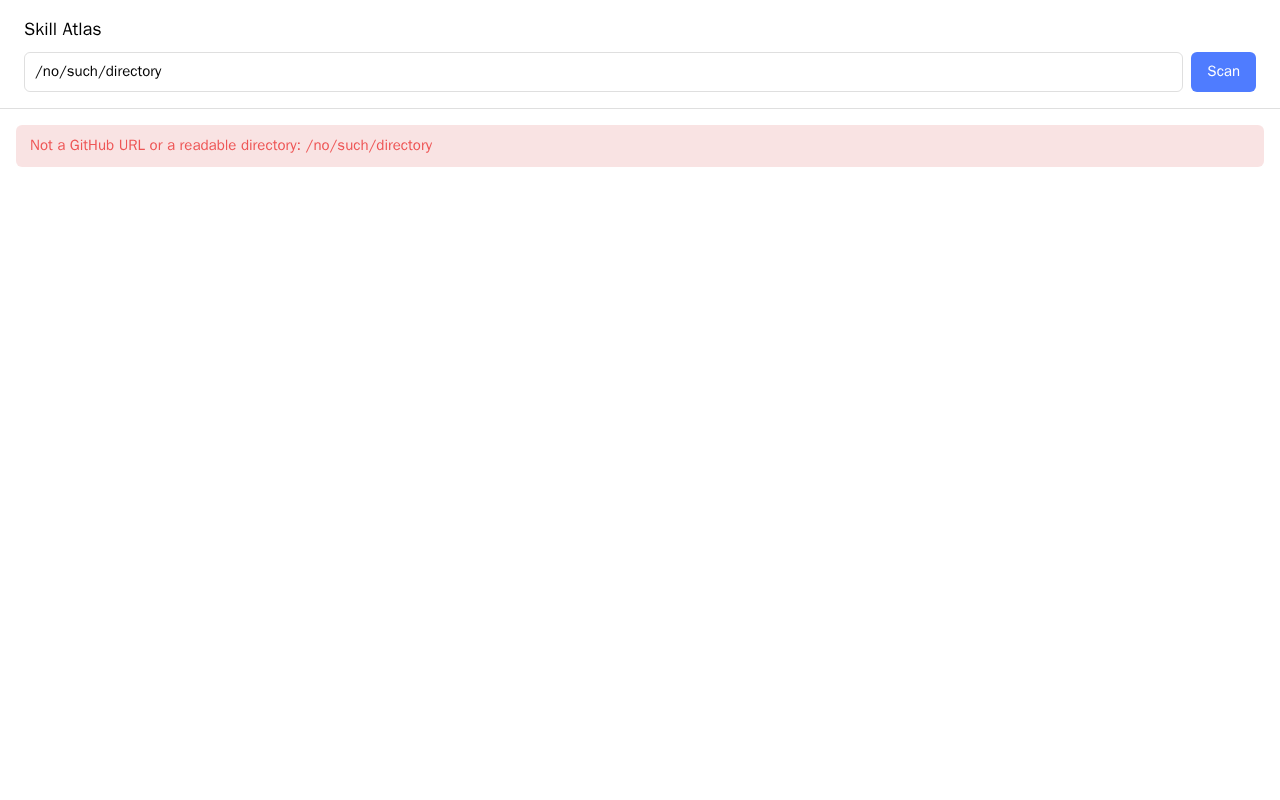 Skill Atlas
/no/such/directory
Scan
Not a GitHub URL or a readable directory: /no/such/directory